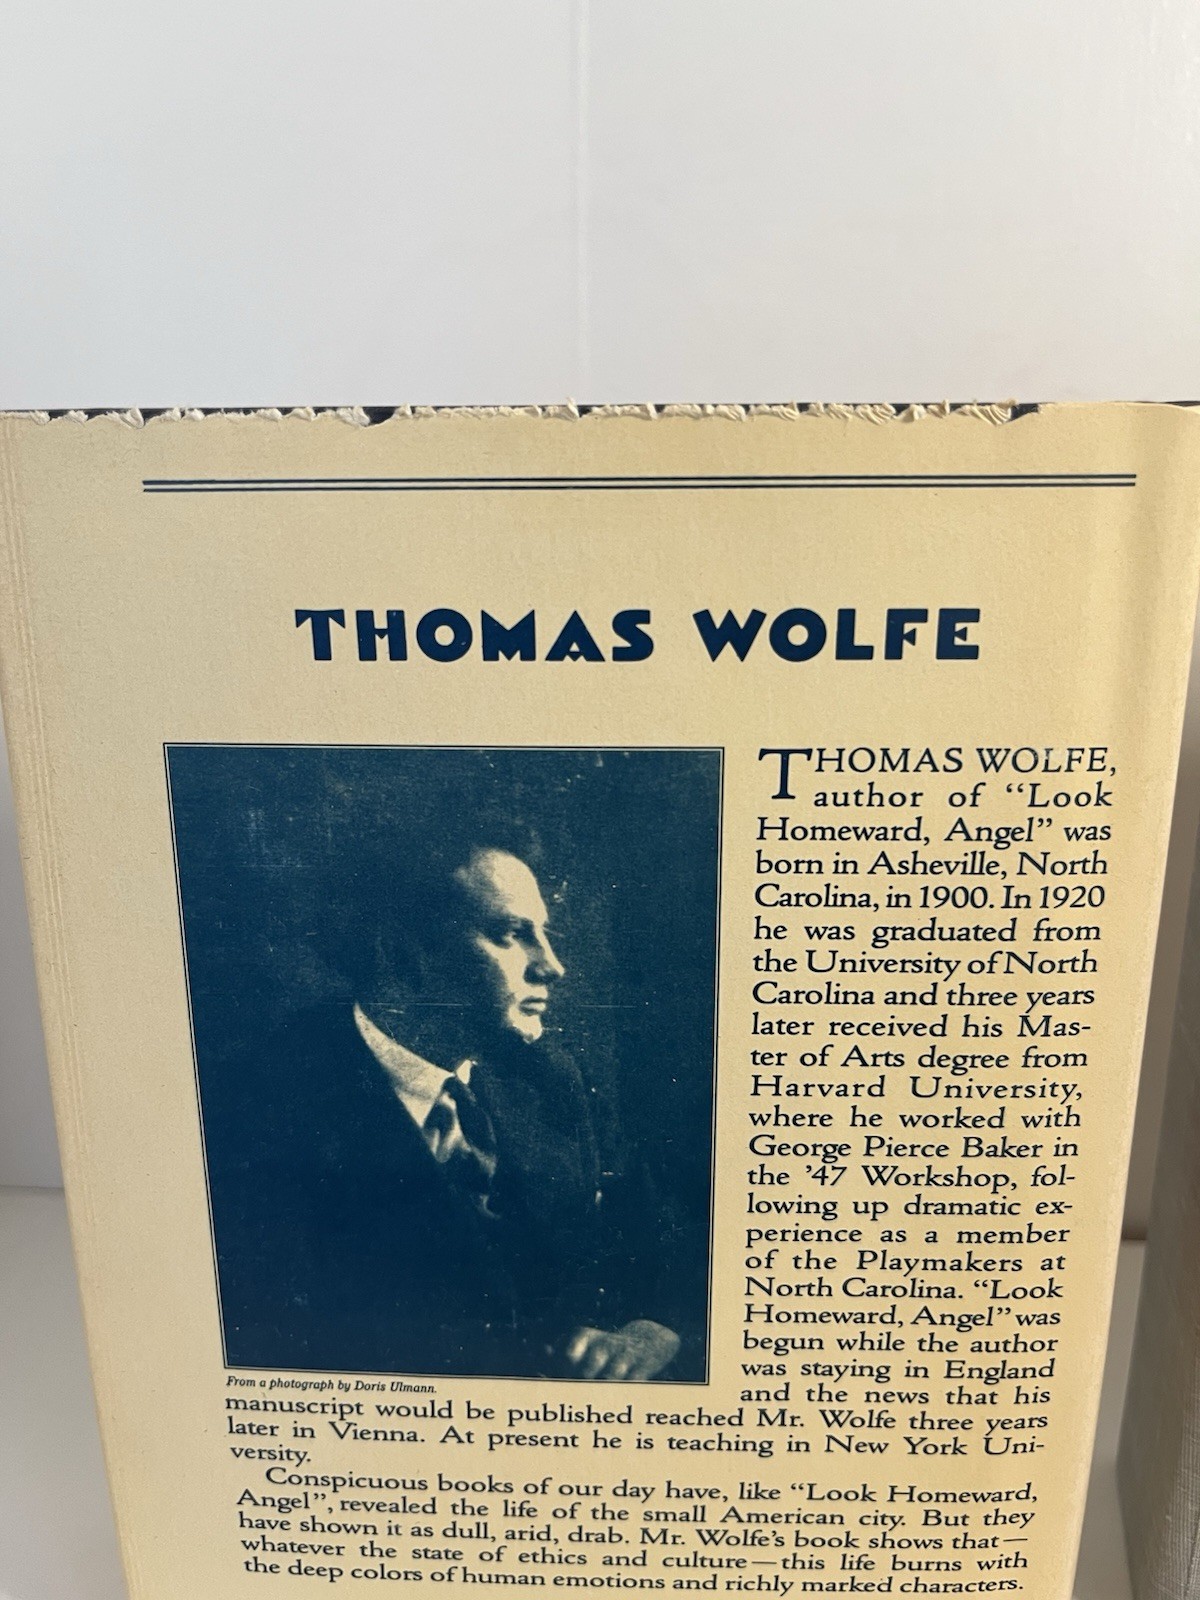 THOMAS WOLFE
THOMAS WOLFE,
author of “Look
Homeward, Angel” was
born in Asheville, North
Carolina, in 1900. In 1920
he was graduated from
the University of North
Carolina and three years
later received his Mas-
ter of Arts degree from
Harvard University,
where he worked with
George Pierce Baker in
the ’47 Workshop, fol-
lowing up dramatic ex-
perience as a member
of the Playmakers at
North Carolina. “Look
Homeward, Angel” was
begun while the author
was staying in England
and the news that his
From a photograph by Doris Ulmann.
manuscript would be published reached Mr. Wolfe three years
later in Vienna. At present he is teaching in New York Uni-
versity.
Conspicuous books of our day have, like “Look Homeward,
Angel”, revealed the life of the small American city. But they
have shown it as dull, arid, drab. Mr. Wolfe’s book shows that—
whatever the state of ethics and culture—this life burns with
the deep colors of human emotions and richly marked characters.